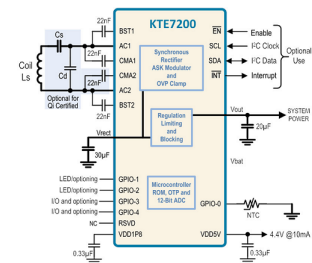 KTE7200
Cs
22nF
BST1
AC1
22nF
CMA1
CMA2
AC2
22nF
BST2
22nF
Coil
Ls
Cd
Optional for
Qi Certified
Synchronous
Rectifier
ASK Modulator
and
OVP Clamp
EN
SCL
SDA
INT
Enable
I²C Clock
I²C Data
Interrupt
Optional
Use
Vrect
30µF
Regulation
Limiting
and
Blocking
Vout
SYSTEM
POWER
20µF
Vbat
LED/optioning
LED/optioning
I/O and optioning
I/O and optioning
NC
GPIO-1
GPIO-2
GPIO-3
GPIO-4
RSVD
VDD1P8
0.33µF
Microcontroller
ROM, OTP and
12-Bit ADC
GPIO-0
NTC
VDD5V
4.4V @10mA
0.33µF